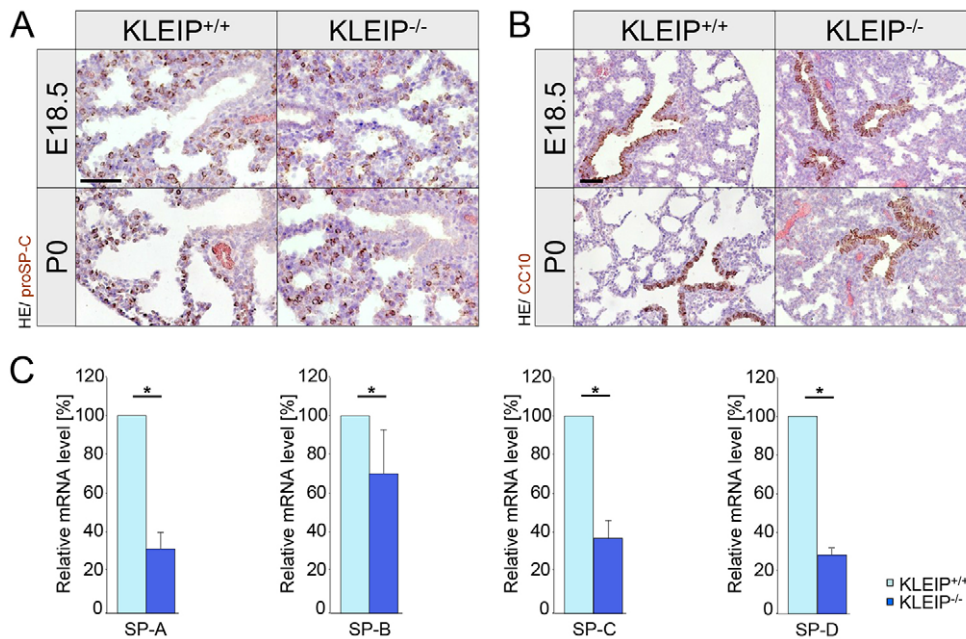 A
KLEIP+/+ KLEIP-/-
E18.5
P0
HE/ proSP-C
B
KLEIP+/+ KLEIP-/-
E18.5
P0
HE/ CC10
C
Relative mRNA level [%]
120
100
80
60
40
20
0
*
SP-A
Relative mRNA level [%]
120
100
80
60
40
20
0
*
SP-B
Relative mRNA level [%]
120
100
80
60
40
20
0
*
SP-C
Relative mRNA level [%]
120
100
80
60
40
20
0
*
SP-D
KLEIP+/+
KLEIP-/-